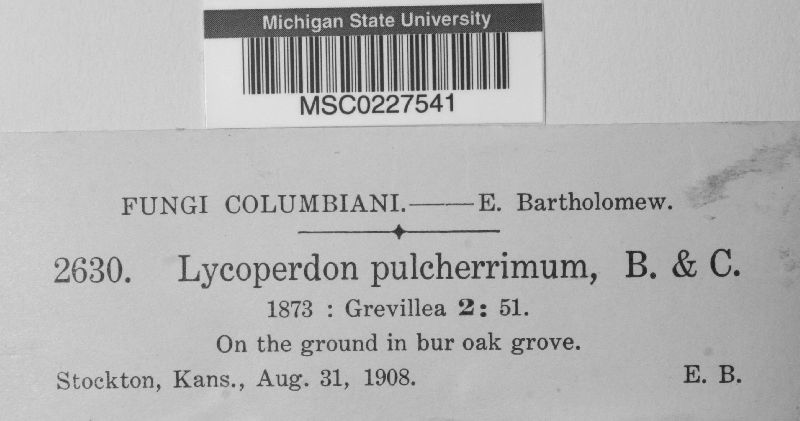 Michigan State University
MSC0227541
FUNGI COLUMBIANI.——E. Bartholomew.
2630. Lycoperdon pulcherrimum, B. & C.
1873 : Grevillea 2: 51.
On the ground in bur oak grove.
Stockton, Kans., Aug. 31, 1908. E. B.